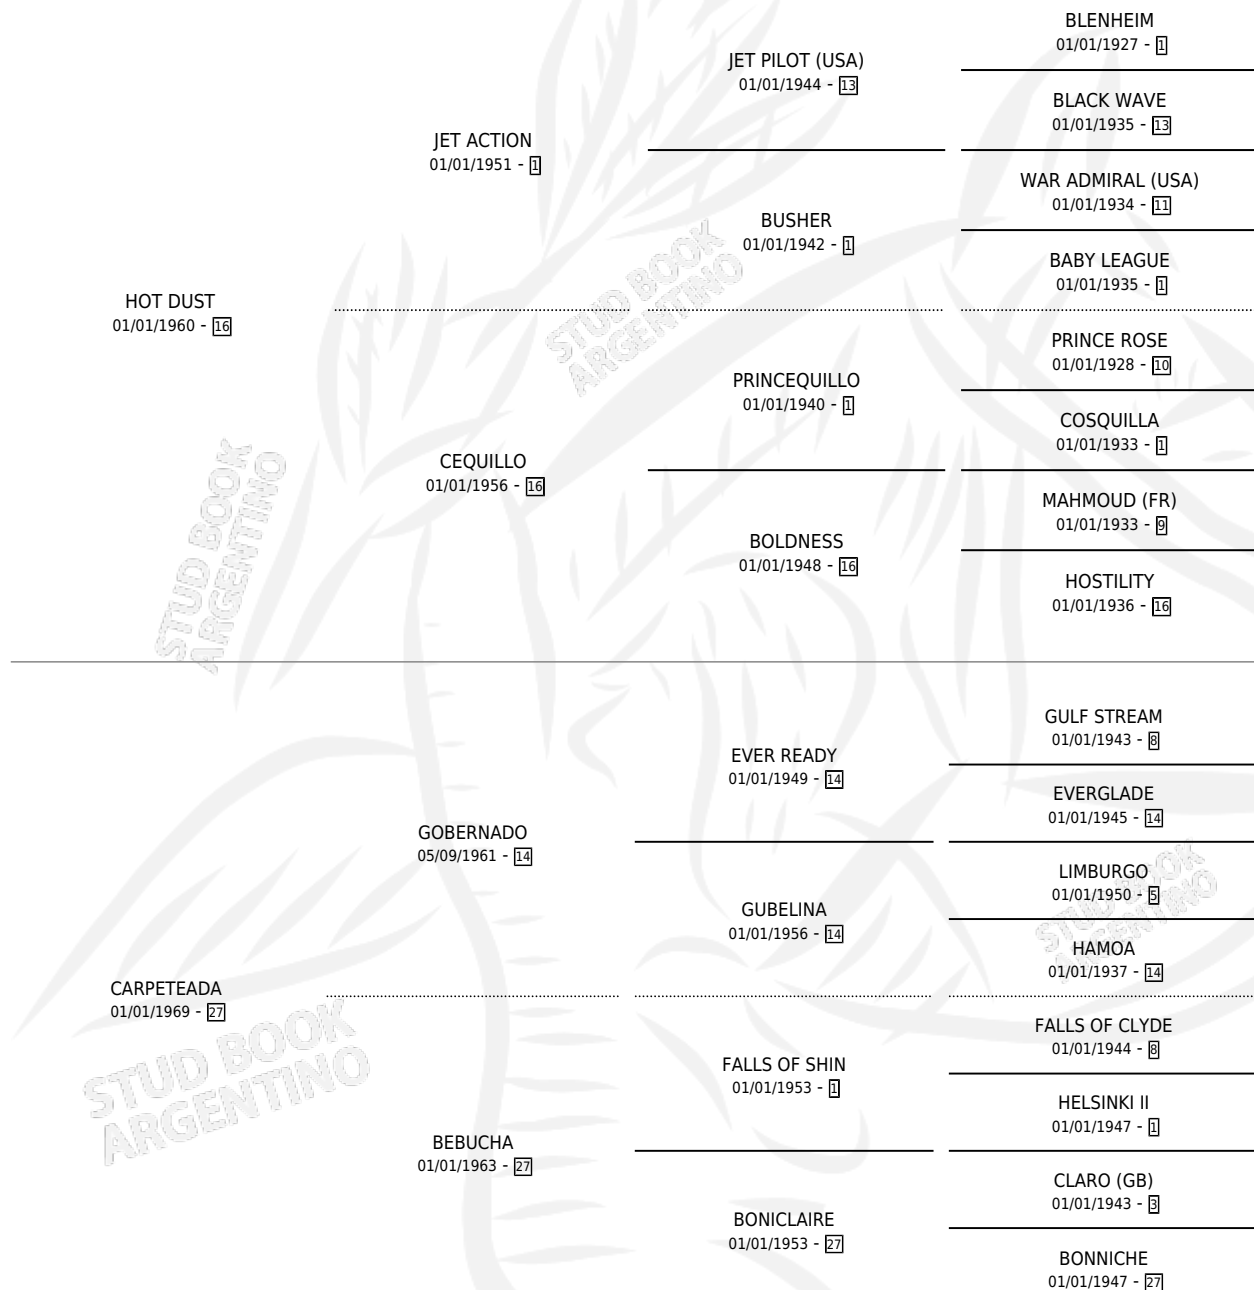 BLENHEIM
01/01/1927 - 1
JET PILOT (USA)
01/01/1944 - 13
BLACK WAVE
01/01/1935 - 13
JET ACTION
01/01/1951 - 1
WAR ADMIRAL (USA)
01/01/1934 - 11
BUSHER
01/01/1942 - 1
BABY LEAGUE
01/01/1935 - 1
HOT DUST
01/01/1960 - 16
PRINCE ROSE
01/01/1928 - 10
PRINCEQUILLO
01/01/1940 - 1
COSQUILLA
01/01/1933 - 1
CEQUILLO
01/01/1956 - 16
MAHMOUD (FR)
01/01/1933 - 9
BOLDNESS
01/01/1948 - 16
HOSTILITY
01/01/1936 - 16
GULF STREAM
01/01/1943 - 8
EVER READY
01/01/1949 - 14
EVERGLADE
01/01/1945 - 14
GOBERNADO
05/09/1961 - 14
LIMBURGO
01/01/1950 - 5
GUBELINA
01/01/1956 - 14
HAMOA
01/01/1937 - 14
CARPETEADA
01/01/1969 - 27
FALLS OF CLYDE
01/01/1944 - 8
FALLS OF SHIN
01/01/1953 - 1
HELSINKI II
01/01/1947 - 1
BEBUCHA
01/01/1963 - 27
CLARO (GB)
01/01/1943 - 3
BONICLAIRE
01/01/1953 - 27
BONNICHE
01/01/1947 - 27
STUD BOOK
ARGENTINO
STUD BOOK
ARGENTINO
STUD BOOK
ARGENTINO
STUD BOOK
ARGENTINO